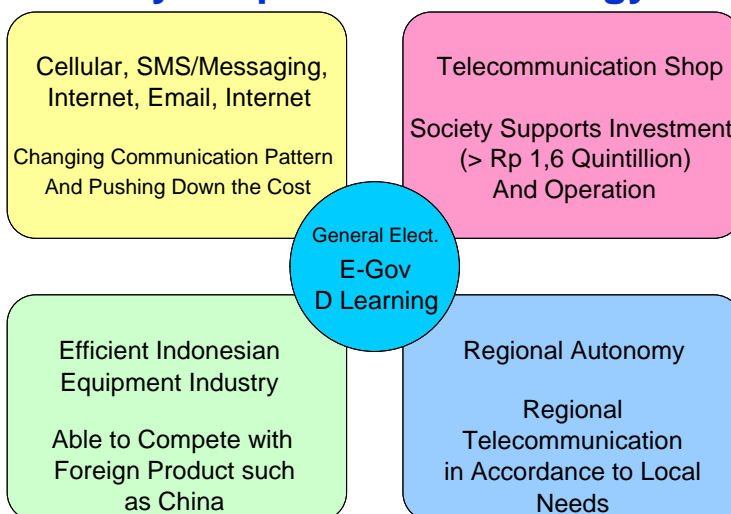 Cellular, SMS/Messaging,
Internet, Email, Internet
Changing Communication Pattern
And Pushing Down the Cost
Telecommunication Shop
Society Supports Investment
(> Rp 1,6 Quintillion)
And Operation
General Elect.
E-Gov
D Learning
Efficient Indonesian
Equipment Industry
Able to Compete with
Foreign Product such
as China
Regional Autonomy
Regional
Telecommunication
in Accordance to Local
Needs